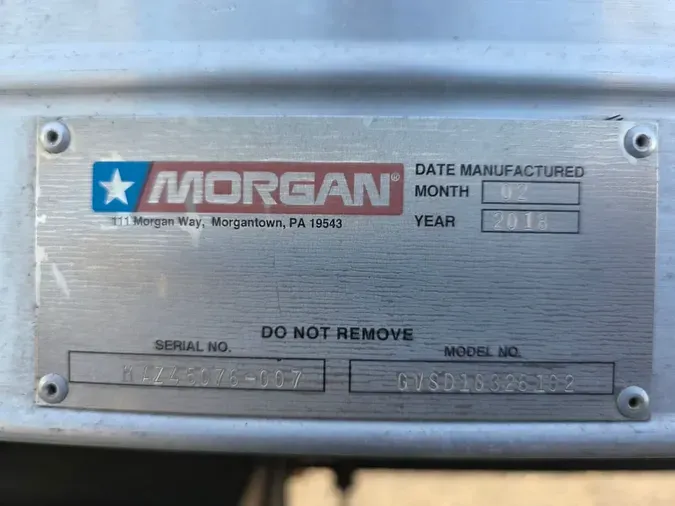 MORGAN®
111 Morgan Way, Morgantown, PA 19543
DATE MANUFACTURED
MONTH 02
YEAR 2018
DO NOT REMOVE
SERIAL NO.
MODEL NO.